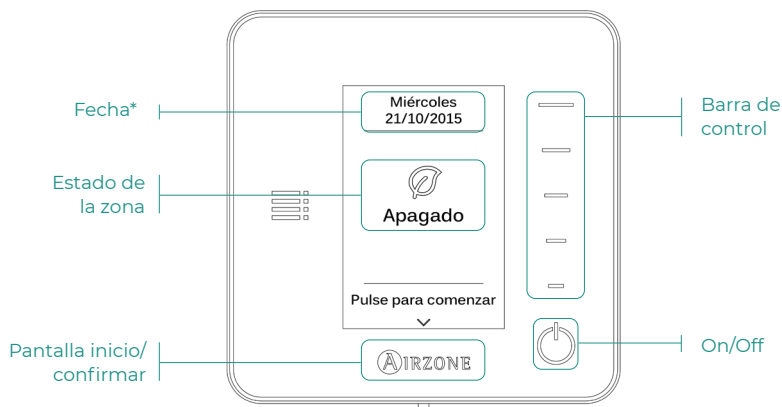 Fecha*
Miércoles
21/10/2015
Barra de
control
Estado de
la zona
Apagado
Pulse para comenzar
Pantalla inicio/
confirmar
AIRZONE
On/Off